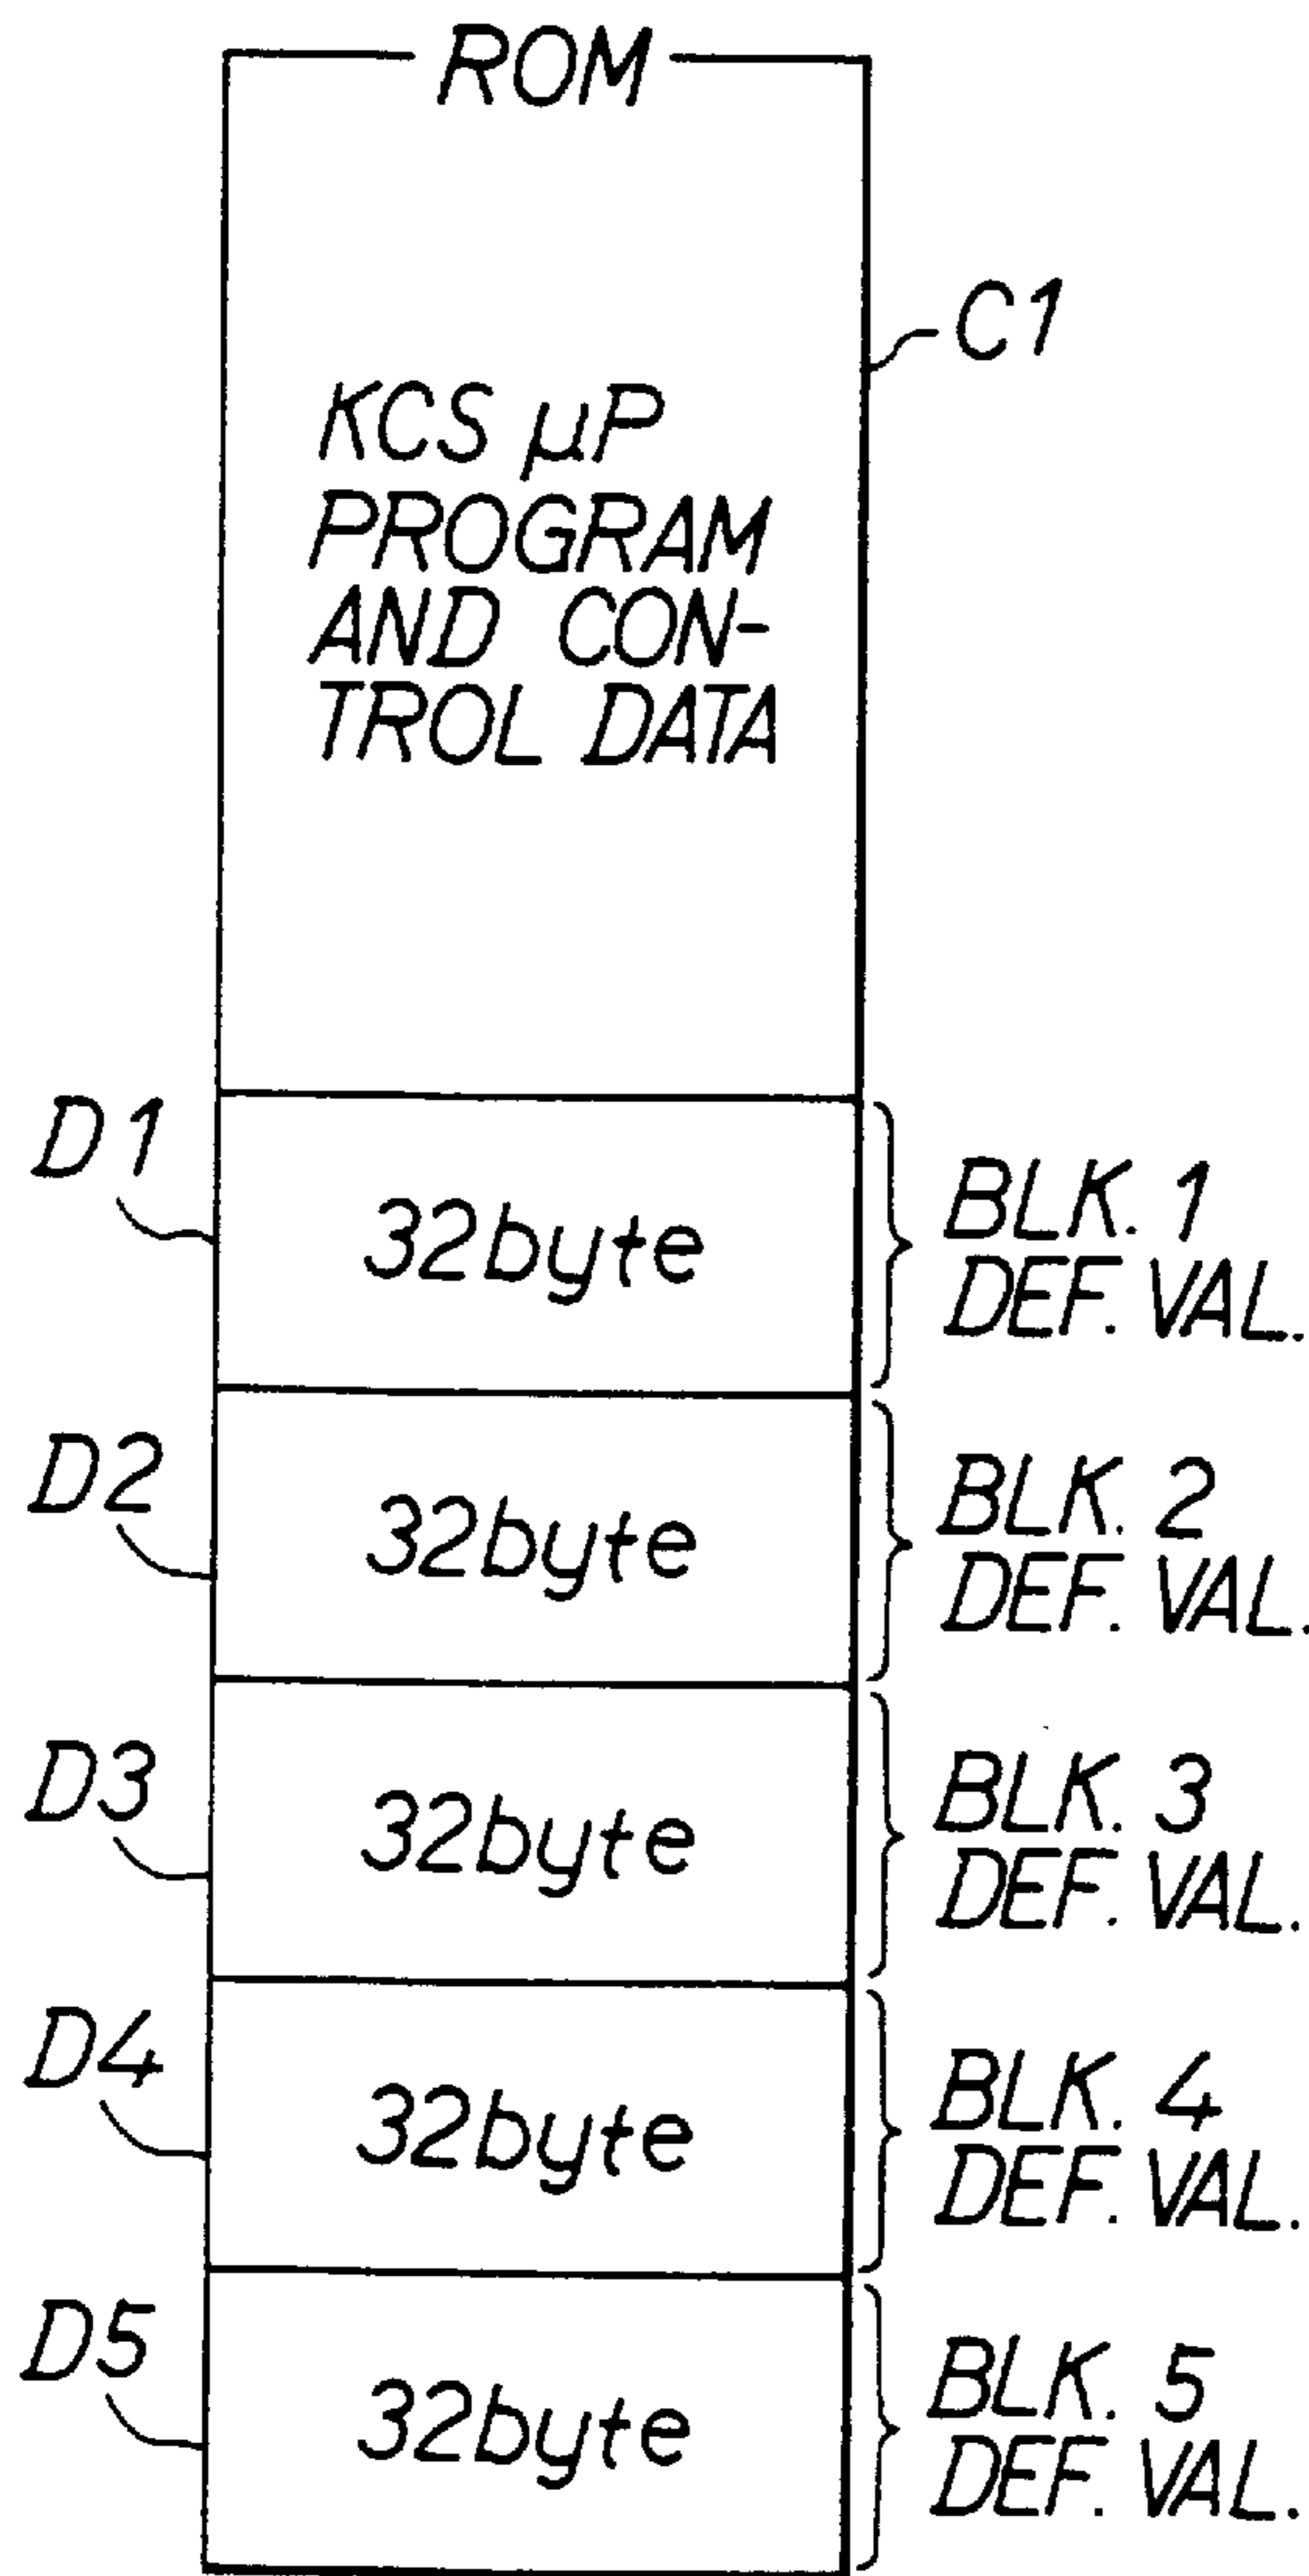 ROM
C1
KCS µP
PROGRAM
AND CON-
TROL DATA
D1
32byte
BLK. 1
DEF. VAL.
D2
32byte
BLK. 2
DEF. VAL.
D3
32byte
BLK. 3
DEF. VAL.
D4
32byte
BLK. 4
DEF. VAL.
D5
32byte
BLK. 5
DEF. VAL.